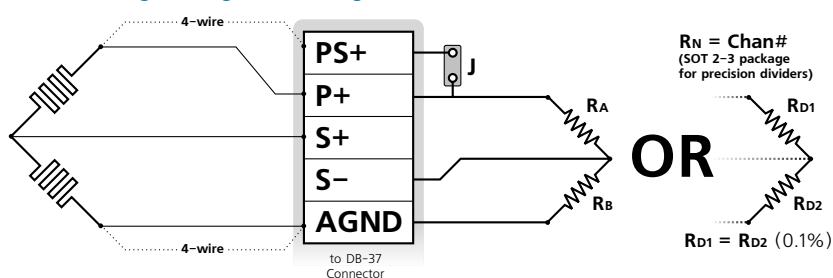 4-wire
PS+
P+
S+
S−
AGND
4-wire
to DB-37
Connector
J
RA
RB
OR
RN = Chan#
(SOT 2-3 package
for precision dividers)
RD1
RD2
RD1 = RD2 (0.1%)